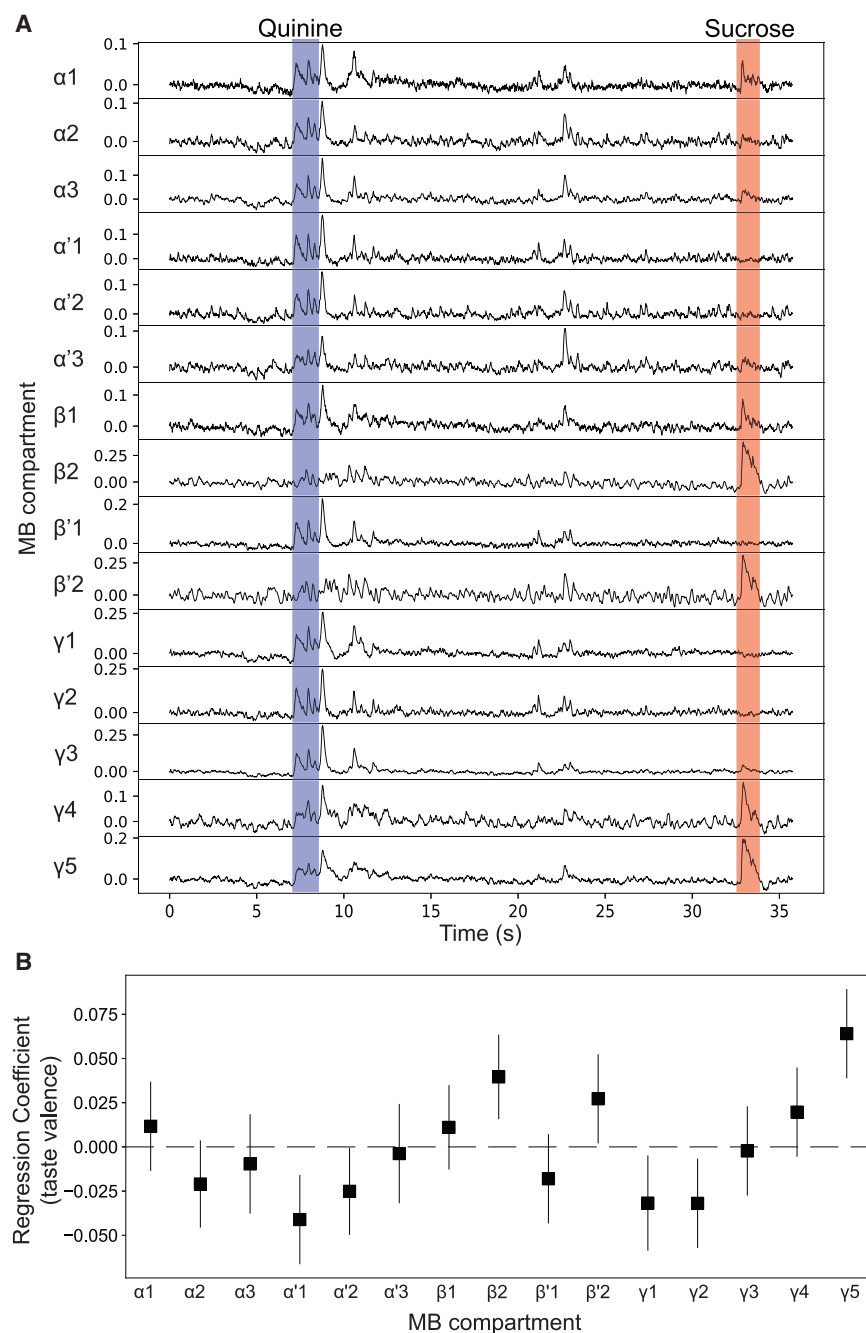 A
Quinine Sucrose
MB compartment
α1 0.1 0.0
α2 0.1 0.0
α3 0.1 0.0
α'1 0.1 0.0
α'2 0.1 0.0
α'3 0.1 0.0
β1 0.1 0.0
β2 0.25 0.00
β'1 0.2 0.0
β'2 0.25 0.00
γ1 0.25 0.00
γ2 0.25 0.00
γ3 0.25 0.00
γ4 0.1 0.0
γ5 0.2 0.0
0 5 10 15 20 25 30 35
Time (s)
B
Regression Coefficient
(taste valence)
0.075
0.050
0.025
0.000
−0.025
−0.050
α1 α2 α3 α'1 α'2 α'3 β1 β2 β'1 β'2 γ1 γ2 γ3 γ4 γ5
MB compartment